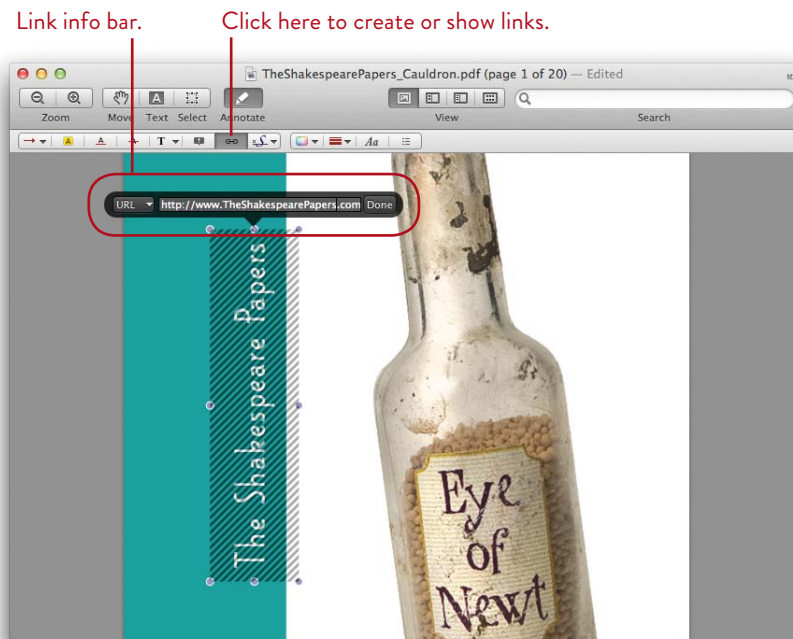 Link info bar.
Click here to create or show links.
TheShakespearePapers_Cauldron.pdf (page 1 of 20) — Edited
Zoom Move Text Select Annotate View Search
A A T Aa
URL http://www.TheShakespearePapers.com Done
The Shakespeare Papers
Eye
of
Newt